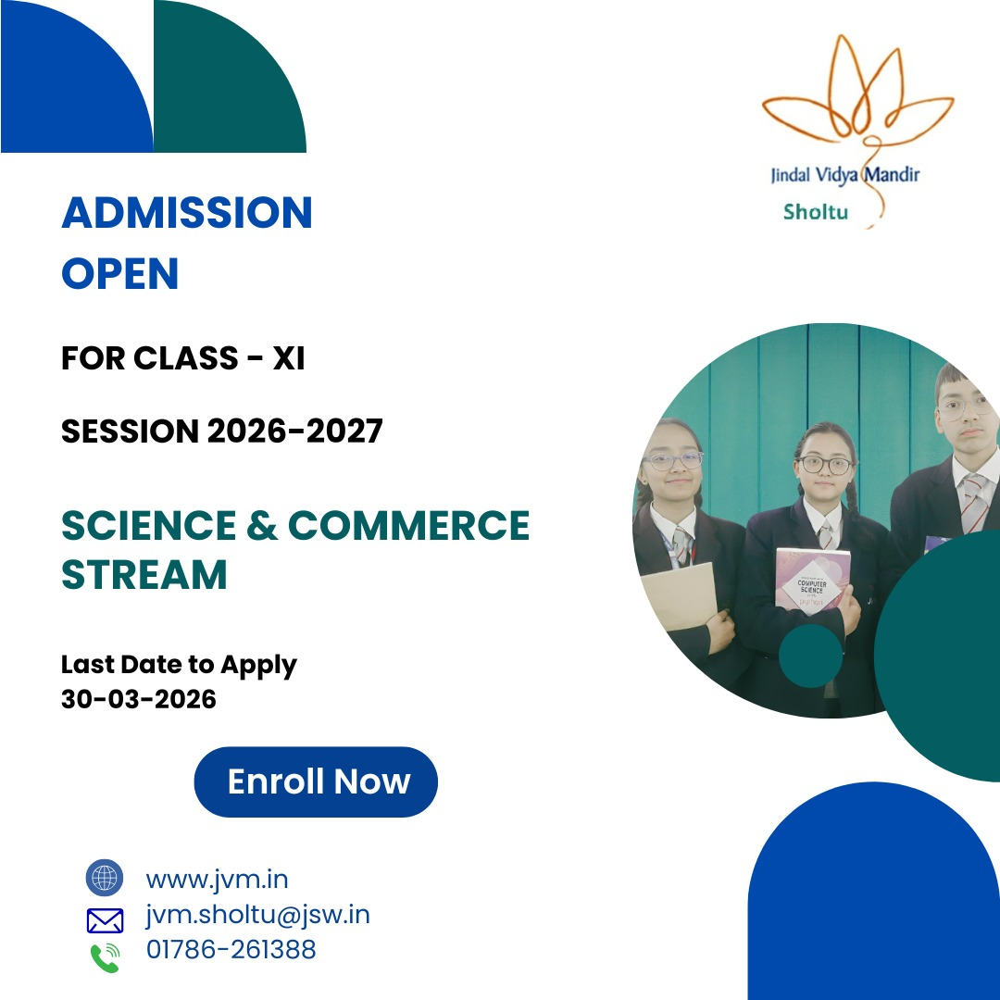 Jindal Vidya Mandir
Sholtu
ADMISSION
OPEN
FOR CLASS - XI
SESSION 2026-2027
SCIENCE & COMMERCE
STREAM
COMPUTER
SCIENCE
Last Date to Apply
30-03-2026
Enroll Now
www.jvm.in
jvm.sholtu@jsw.in
01786-261388